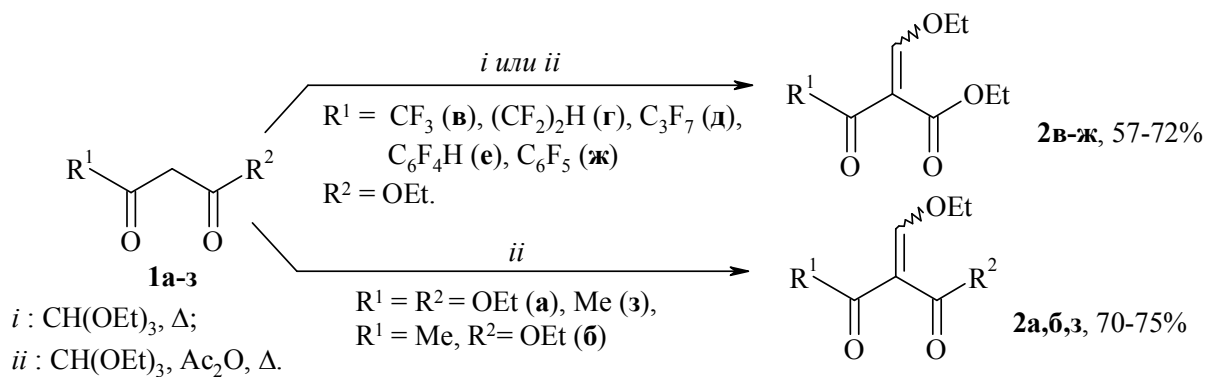 OEt
i или ii
R¹
OEt
R¹ = CF₃ (в), (CF₂)₂H (г), C₃F₇ (д),
2в-ж, 57-72%
C₆F₄H (е), C₆F₅ (ж)
O O
R¹ R²
R² = OEt.
O O
OEt
1а-з
ii
R¹ R²
R¹ = R² = OEt (а), Me (з),
2а,б,з, 70-75%
i : CH(OEt)₃, Δ;
R¹ = Me, R²= OEt (б)
O O
ii : CH(OEt)₃, Ac₂O, Δ.